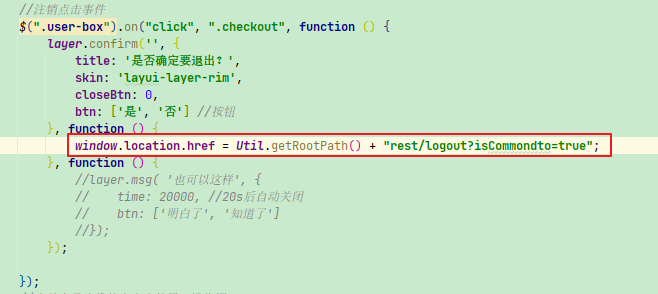 //注销点击事件
$(".user-box").on("click", ".checkout", function () {
layer.confirm('', {
title: '是否确定要退出?',
skin: 'layui-layer-rim',
closeBtn: 0,
btn: ['是', '否'] //按钮
}, function () {
window.location.href = Util.getRootPath() + "rest/logout?isCommondto=true";
}, function () {
//layer.msg( '也可以这样', {
//    time: 20000, //20s后自动关闭
//    btn: ['明白了', '知道了']
//});
});
});